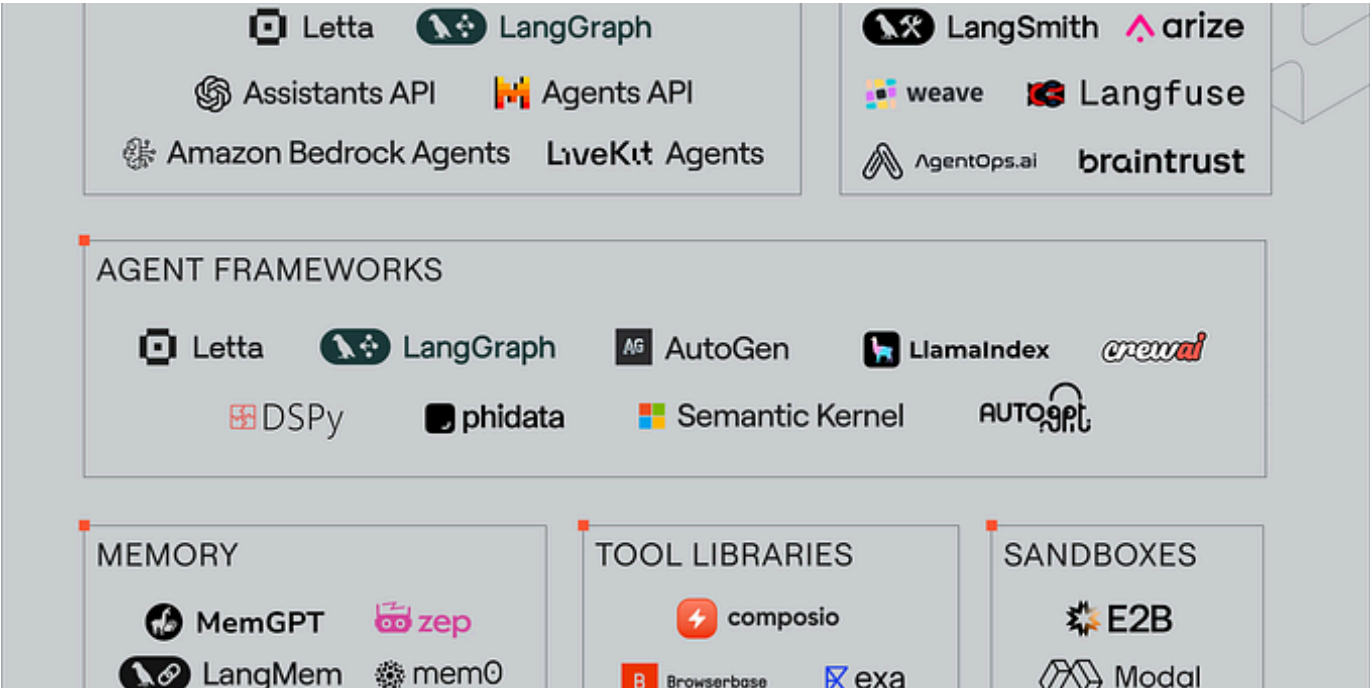 Letta LangGraph
Assistants API Agents API
Amazon Bedrock Agents LiveKit Agents
LangSmith arize
weave Langfuse
AgentOps.ai braintrust
AGENT FRAMEWORKS
Letta LangGraph AG AutoGen LlamaIndex crewai
DSPy phidata Semantic Kernel AUTOgpt
MEMORY
MemGPT zep
LangMem mem0
TOOL LIBRARIES
composio
B Browserbase exa
SANDBOXES
E2B
Modal